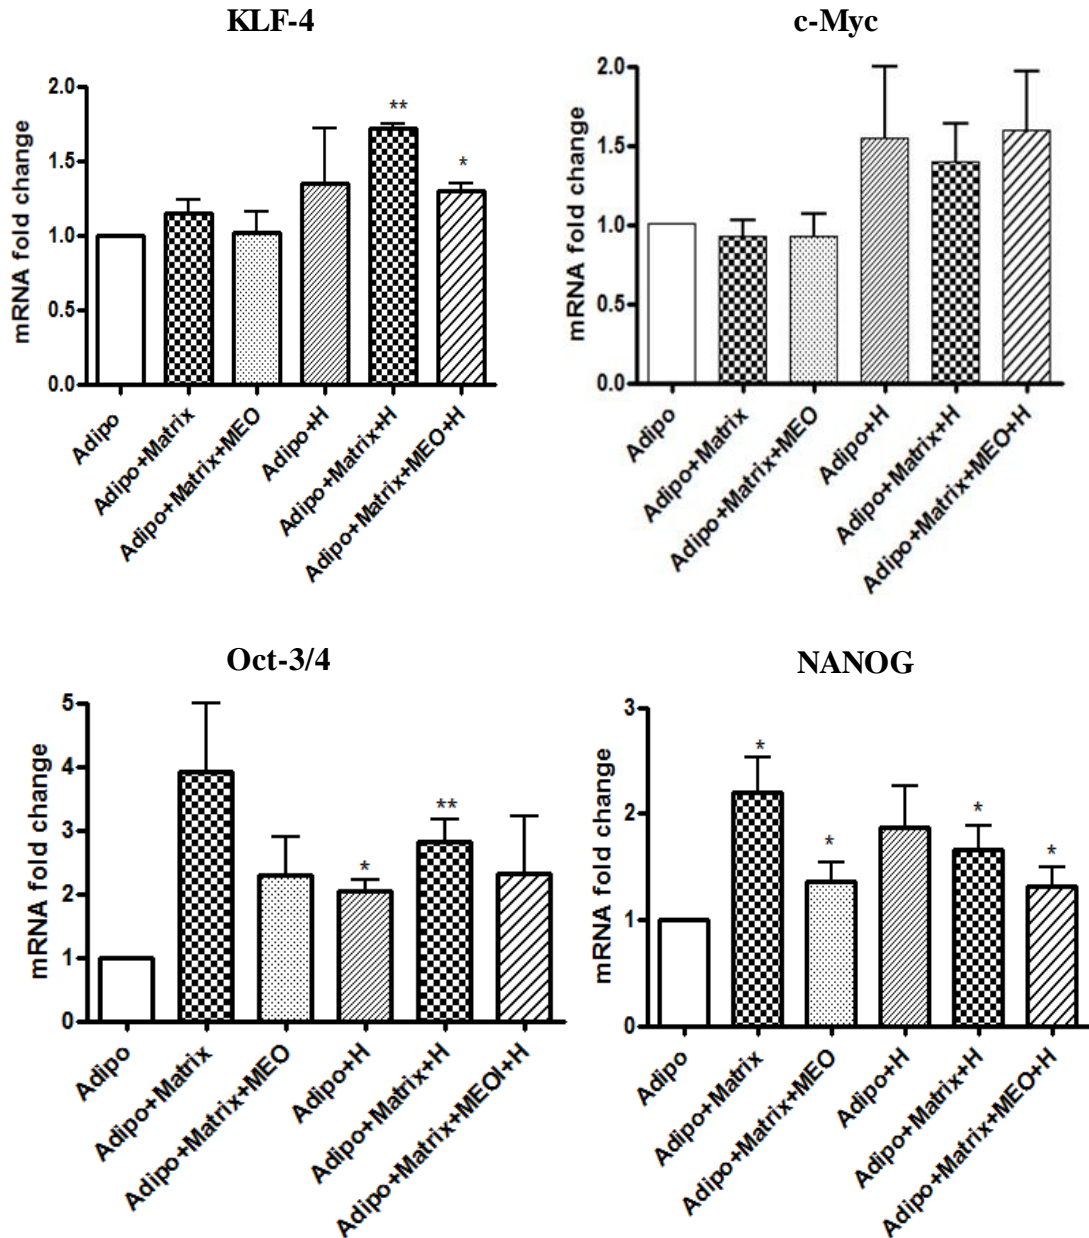 KLF-4
mRNA fold change
2.0
1.5
1.0
0.5
0.0
**
*
Adipo
Adipo+Matrix
Adipo+Matrix+MEO
Adipo+H
Adipo+Matrix+H
Adipo+Matrix+MEO+H
c-Myc
mRNA fold change
2.0
1.5
1.0
0.5
0.0
Adipo
Adipo+Matrix
Adipo+Matrix+MEO
Adipo+H
Adipo+Matrix+H
Adipo+Matrix+MEO+H
Oct-3/4
mRNA fold change
5
4
3
2
1
0
*
**
Adipo
Adipo+Matrix
Adipo+Matrix+MEO
Adipo+H
Adipo+Matrix+H
Adipo+Matrix+MEOI+H
NANOG
mRNA fold change
3
2
1
0
*
*
*
*
Adipo
Adipo+Matrix
Adipo+Matrix+MEO
Adipo+H
Adipo+Matrix+H
Adipo+Matrix+MEO+H